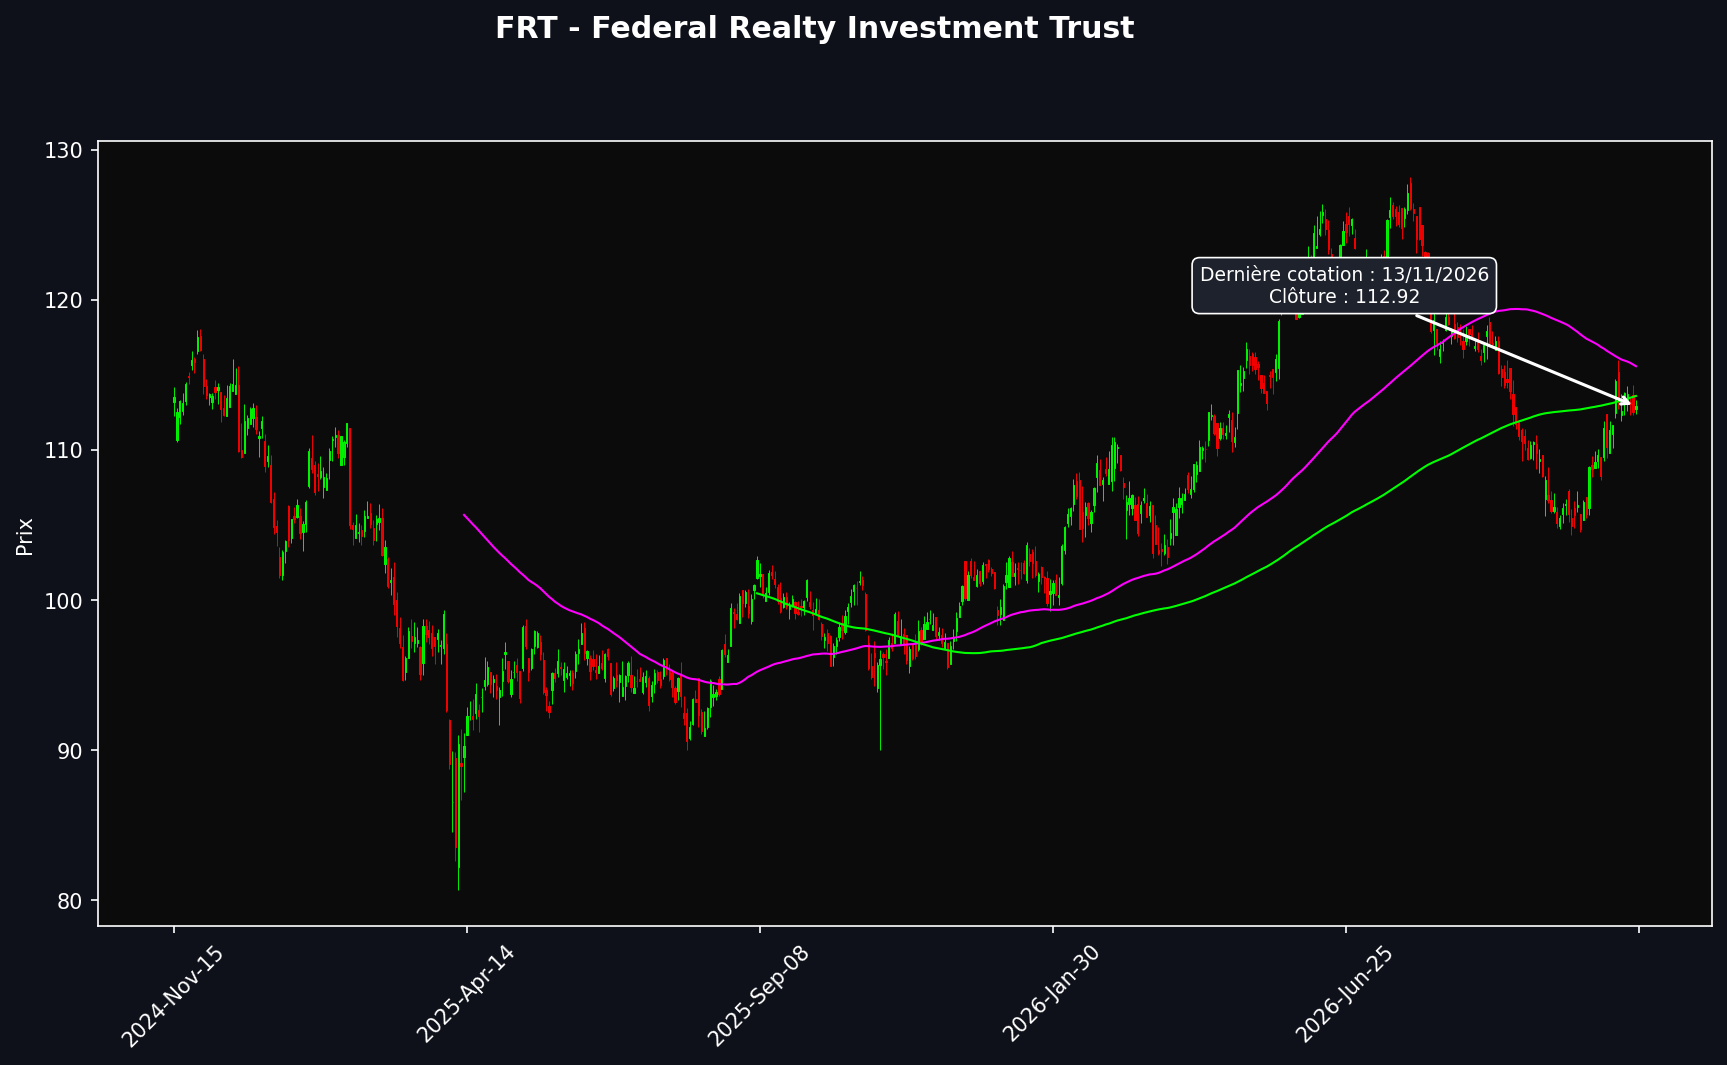 FRT - Federal Realty Investment Trust
130
120
110
100
90
80
Prix
Dernière cotation : 13/11/2026
Clôture : 112.92
2024-Nov-15
2025-Apr-14
2025-Sep-08
2026-Jan-30
2026-Jun-25